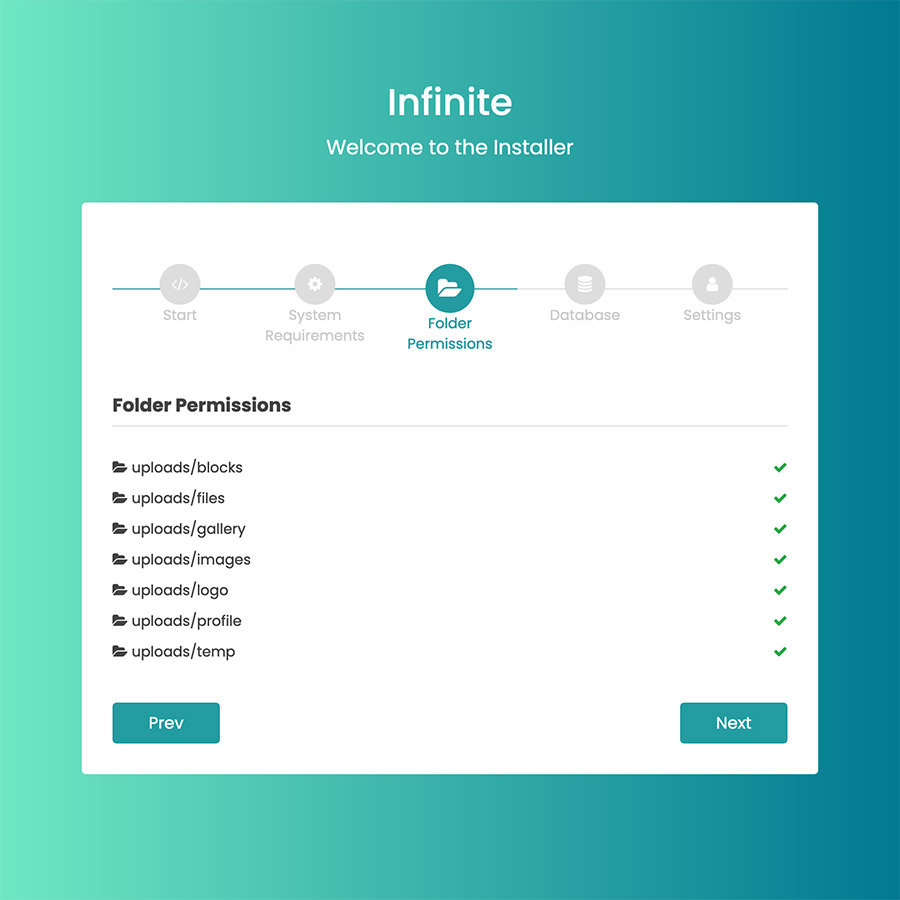 Infinite
Welcome to the Installer
Start
System
Requirements
Folder
Permissions
Database
Settings
Folder Permissions
uploads/blocks
uploads/files
uploads/gallery
uploads/images
uploads/logo
uploads/profile
uploads/temp
Prev
Next